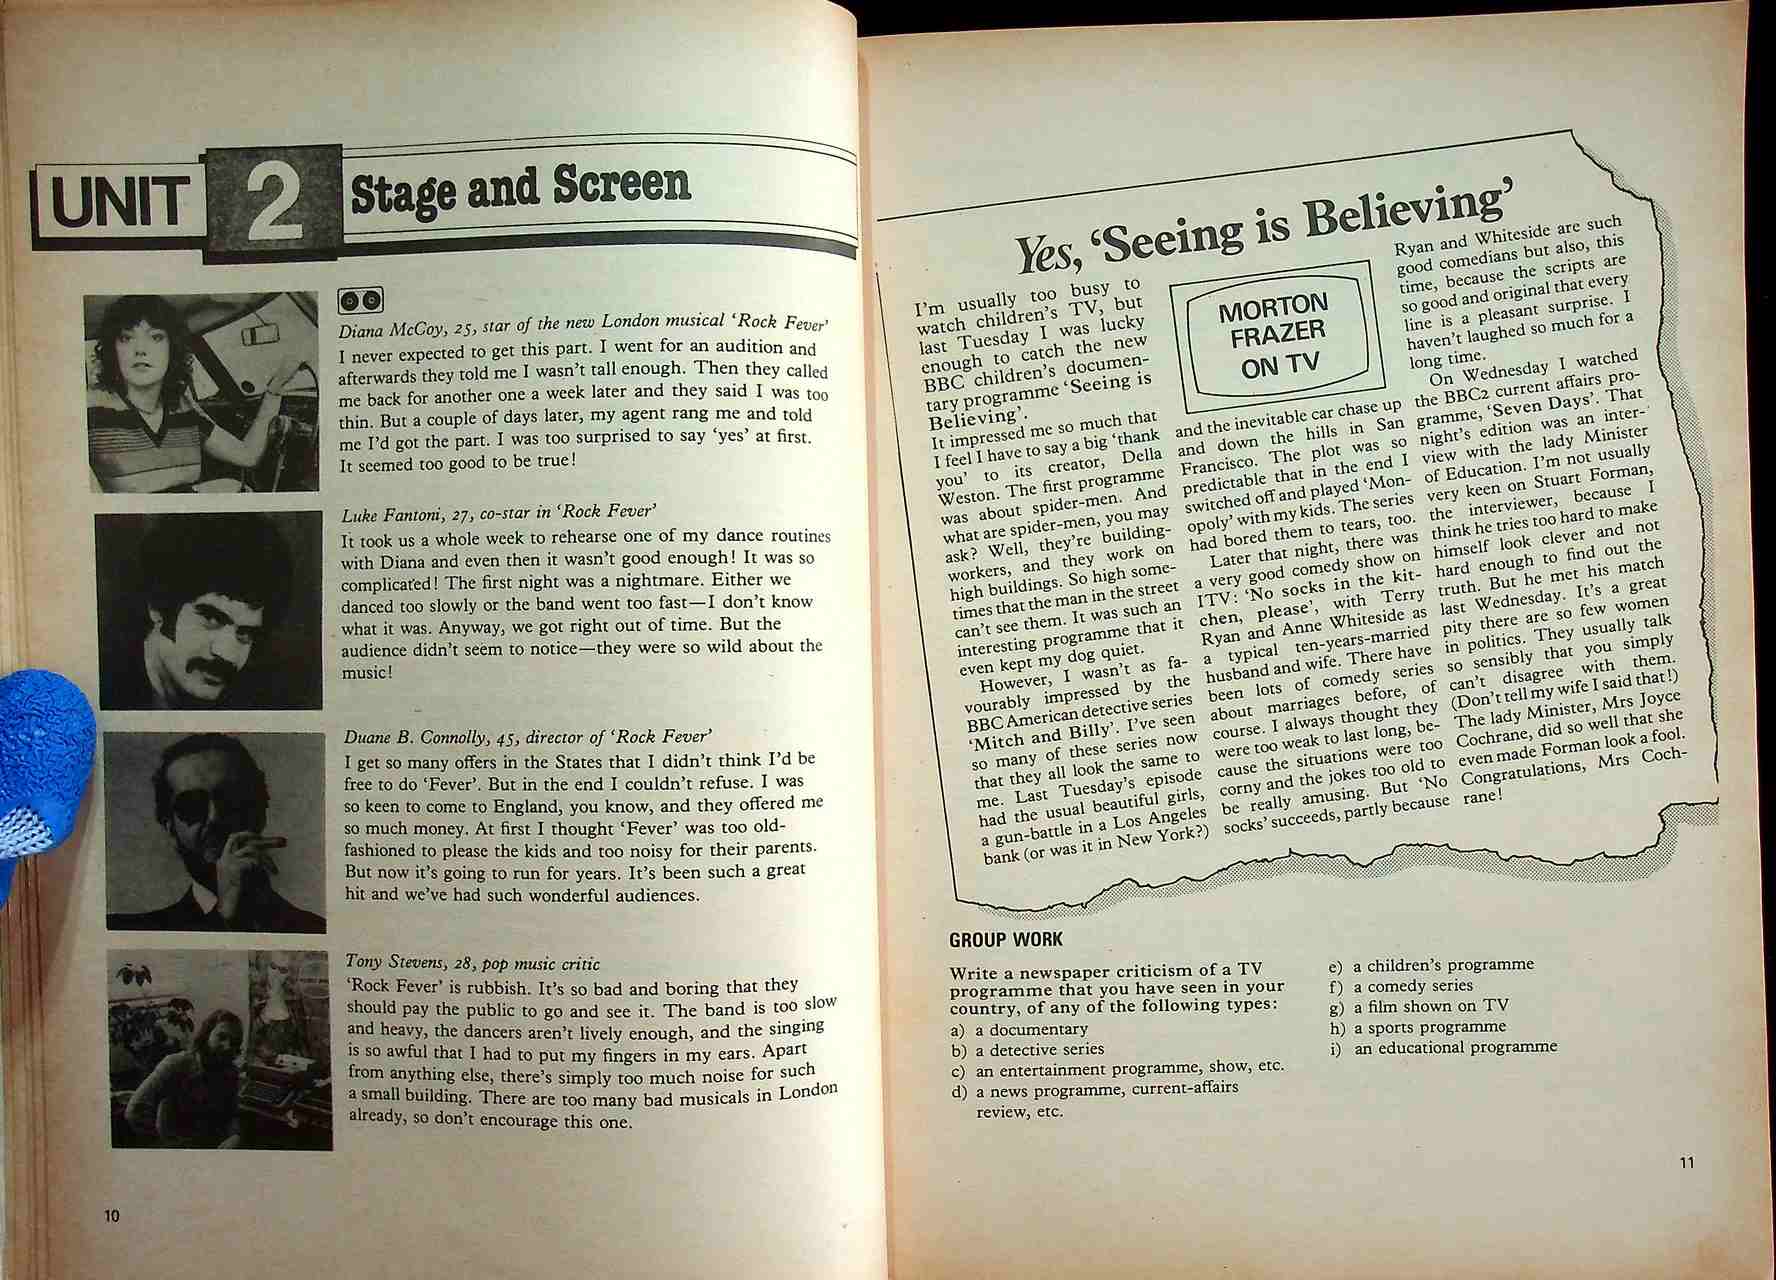 UNIT 2 Stage and Screen
Diana McCoy, 25, star of the new London musical ‘Rock Fever’
I never expected to get this part. I went for an audition and
afterwards they told me I wasn’t tall enough. Then they called
me back for another one a week later and they said I was too
thin. But a couple of days later, my agent rang me and told
me I’d got the part. I was too surprised to say ‘yes’ at first.
It seemed too good to be true!
Luke Fantoni, 27, co-star in ‘Rock Fever’
It took us a whole week to rehearse one of my dance routines
with Diana and even then it wasn’t good enough! It was so
complicated! The first night was a nightmare. Either we
danced too slowly or the band went too fast—I don’t know
what it was. Anyway, we got right out of time. But the
audience didn’t seem to notice—they were so wild about the
music!
Duane B. Connolly, 45, director of ‘Rock Fever’
I get so many offers in the States that I didn’t think I’d be
free to do ‘Fever’. But in the end I couldn’t refuse. I was
so keen to come to England, you know, and they offered me
so much money. At first I thought ‘Fever’ was too old-
fashioned to please the kids and too noisy for their parents.
But now it’s going to run for years. It’s been such a great
hit and we’ve had such wonderful audiences.
Tony Stevens, 28, pop music critic
‘Rock Fever’ is rubbish. It’s so bad and boring that they
should pay the public to go and see it. The band is too slow
and heavy, the dancers aren’t lively enough, and the singing
is so awful that I had to put my fingers in my ears. Apart
from anything else, there’s simply too much noise for such
a small building. There are too many bad musicals in London
already, so don’t encourage this one.
10
Yes, ‘Seeing is Believing’
MORTON
FRAZER
ON TV
I’m usually too busy to
watch children’s TV, but
last Tuesday I was lucky
enough to catch the new
BBC children’s documen-
tary programme ‘Seeing is
Believing’.
It impressed me so much that
I feel I have to say a big ‘thank
you’ to its creator, Della
Weston. The first programme
was about spider-men. And
what are spider-men, you may
ask? Well, they’re building-
workers, and they work on
high buildings. So high some-
times that the man in the street
can’t see them. It was such an
interesting programme that it
even kept my dog quiet.
However, I wasn’t as fa-
vourably impressed by the
BBC American detective series
‘Mitch and Billy’. I’ve seen
so many of these series now
that they all look the same to
me. Last Tuesday’s episode
had the usual beautiful girls,
a gun-battle in a Los Angeles
bank (or was it in New York?)
and the inevitable car chase up
and down the hills in San
Francisco. The plot was so
predictable that in the end I
switched off and played ‘Mon-
opoly’ with my kids. The series
had bored them to tears, too.
Later that night, there was
a very good comedy show on
ITV: ‘No socks in the kit-
chen, please’, with Terry
Ryan and Anne Whiteside as
a typical ten-years-married
husband and wife. There have
been lots of comedy series
about marriages before, of
course. I always thought they
were too weak to last long, be-
cause the situations were too
corny and the jokes too old to
be really amusing. But ‘No
socks’ succeeds, partly because
Ryan and Whiteside are such
good comedians but also, this
time, because the scripts are
so good and original that every
line is a pleasant surprise. I
haven’t laughed so much for a
long time.
On Wednesday I watched
the BBC2 current affairs pro-
gramme, ‘Seven Days’. That
night’s edition was an inter-
view with the lady Minister
of Education. I’m not usually
very keen on Stuart Forman,
the interviewer, because I
think he tries too hard to make
himself look clever and not
hard enough to find out the
truth. But he met his match
last Wednesday. It’s a great
pity there are so few women
in politics. They usually talk
so sensibly that you simply
can’t disagree with them.
(Don’t tell my wife I said that!)
The lady Minister, Mrs Joyce
Cochrane, did so well that she
even made Forman look a fool.
Congratulations, Mrs Coch-
rane!
GROUP WORK
Write a newspaper criticism of a TV
programme that you have seen in your
country, of any of the following types:
a) a documentary
b) a detective series
c) an entertainment programme, show, etc.
d) a news programme, current-affairs
review, etc.
e) a children’s programme
f) a comedy series
g) a film shown on TV
h) a sports programme
i) an educational programme
11